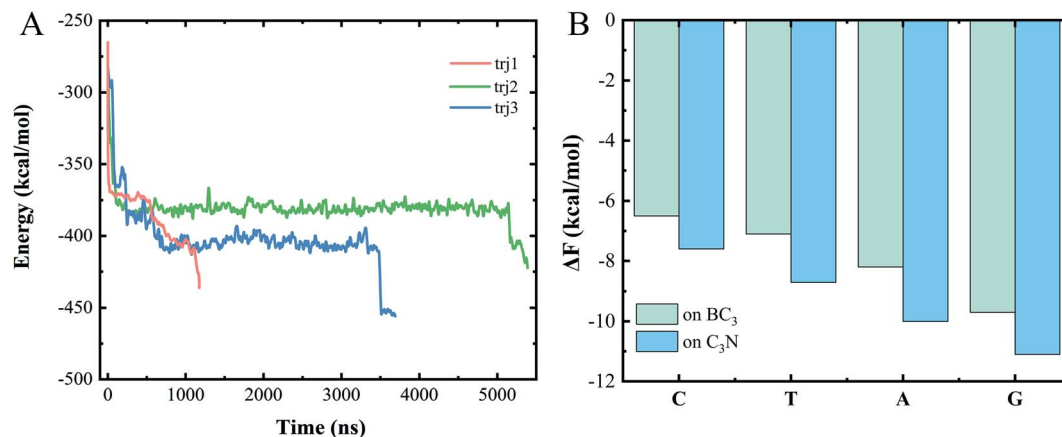 A
Energy (kcal/mol)
-250
-300
-350
-400
-450
-500
trj1
trj2
trj3
0
1000
2000
3000
4000
5000
Time (ns)
B
ΔF (kcal/mol)
0
-2
-4
-6
-8
-10
-12
on BC₃
on C₃N
C
T
A
G